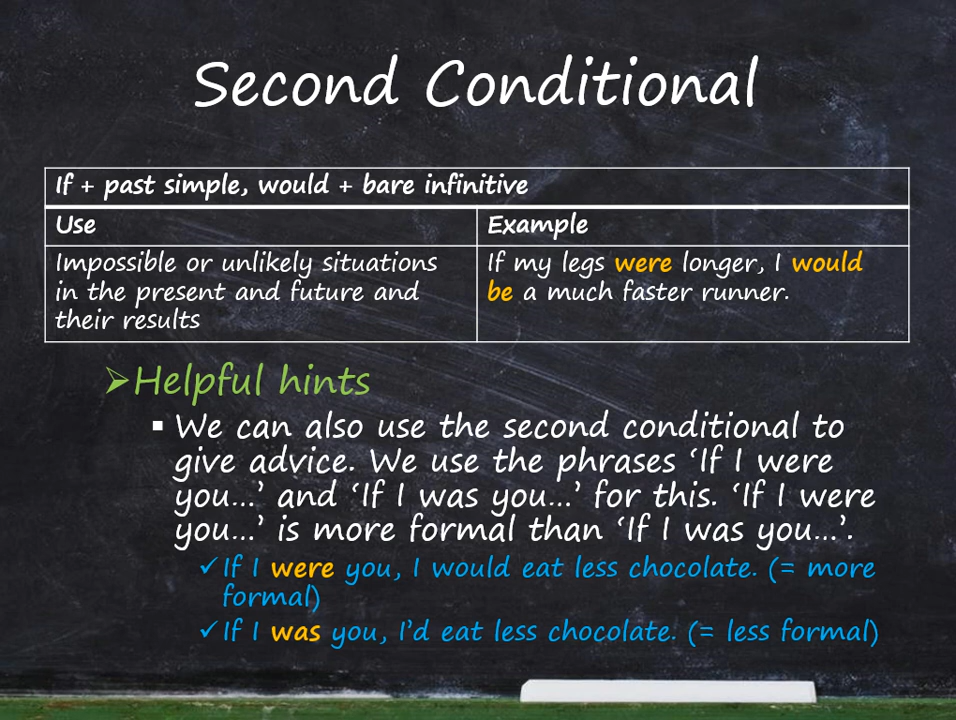 Second Conditional
If + past simple, would + bare infinitive
Use
Example
Impossible or unlikely situations
in the present and future and
their results
If my legs were longer, I would
be a much faster runner.
Helpful hints
We can also use the second conditional to
give advice. We use the phrases ‘If I were
you…’ and ‘If I was you…’ for this. ‘If I were
you…’ is more formal than ‘If I was you…’.
If I were you, I would eat less chocolate. (= more
formal)
If I was you, I’d eat less chocolate. (= less formal)